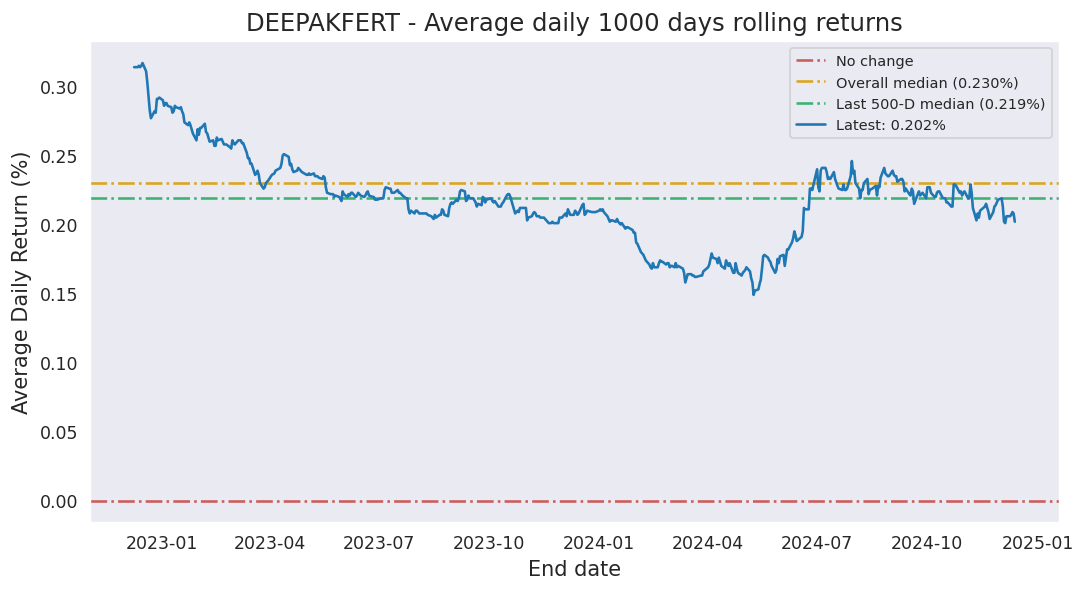 DEEPAKFERT - Average daily 1000 days rolling returns
No change
Overall median (0.230%)
Last 500-D median (0.219%)
Latest: 0.202%
Average Daily Return (%)
0.30
0.25
0.20
0.15
0.10
0.05
0.00
2023-01 2023-04 2023-07 2023-10 2024-01 2024-04 2024-07 2024-10 2025-01
End date